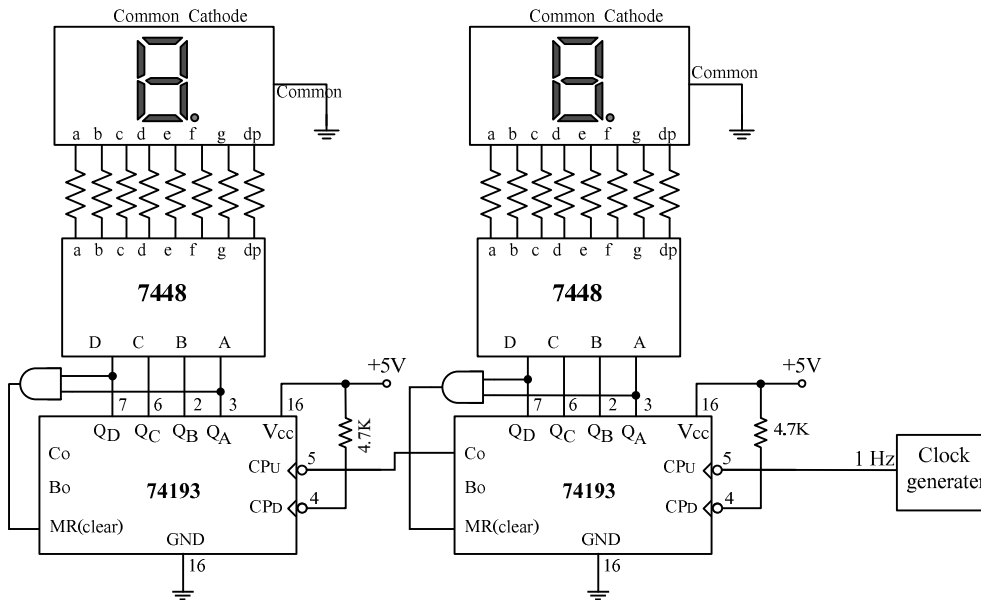 Common Cathode
Common
a b c d e f g dp
a b c d e f g dp
7448
D C B A
+5V
7 6 2 3 16
QD QC QB QA Vcc
4.7K
Co
CPU 5
Bo
74193
CPD 4
MR(clear)
GND
16
Common Cathode
Common
a b c d e f g dp
a b c d e f g dp
7448
D C B A
+5V
7 6 2 3 16
QD QC QB QA Vcc
4.7K
Co
CPU 5
Bo
74193
CPD 4
MR(clear)
GND
16
1 Hz
Clock
generater